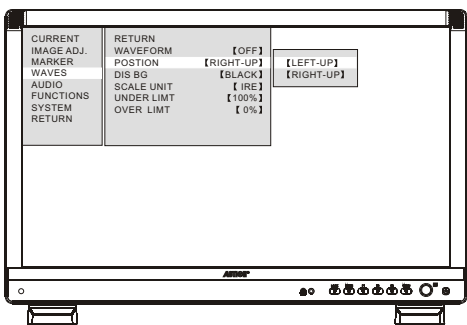 CURRENT
IMAGE ADJ.
MARKER
WAVES
AUDIO
FUNCTIONS
SYSTEM
RETURN
RETURN
WAVEFORM 【OFF】
POSTION 【RIGHT-UP】
DIS BG 【BLACK】
SCALE UNIT 【 IRE】
UNDER LIMT 【100%】
OVER LIMT 【 0%】
【LEFT-UP】
【RIGHT-UP】